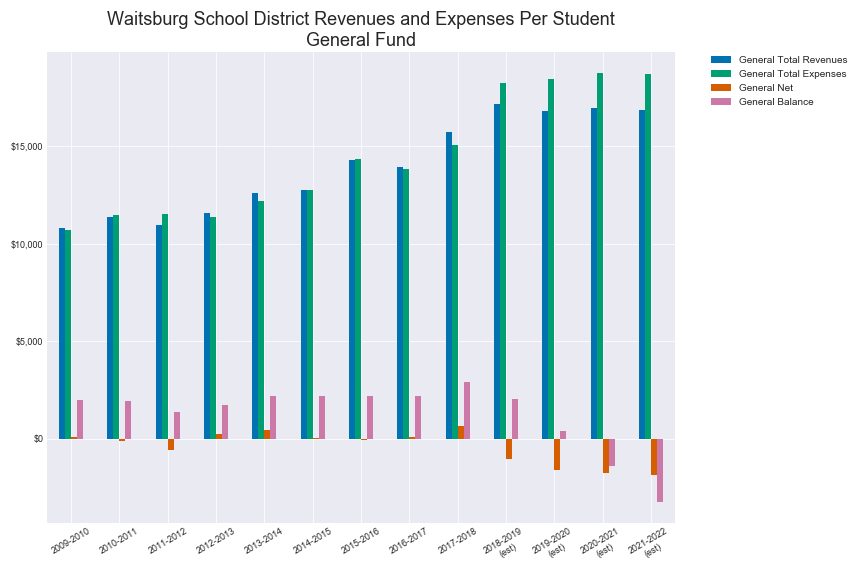 Waitsburg School District Revenues and Expenses Per Student
General Fund
General Total Revenues
General Total Expenses
General Net
General Balance
$15,000
$10,000
$5,000
$0
2009-2010
2010-2011
2011-2012
2012-2013
2013-2014
2014-2015
2015-2016
2016-2017
2017-2018
2018-2019
(est)
2019-2020
(est)
2020-2021
(est)
2021-2022
(est)